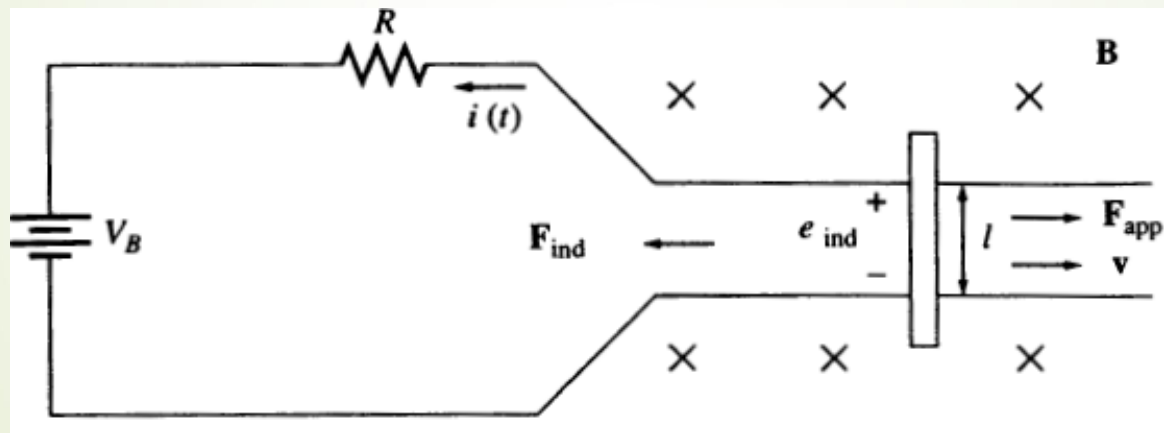 R
B
i (t)
+
V_B
F_ind
e_ind
l
F_app
v
−